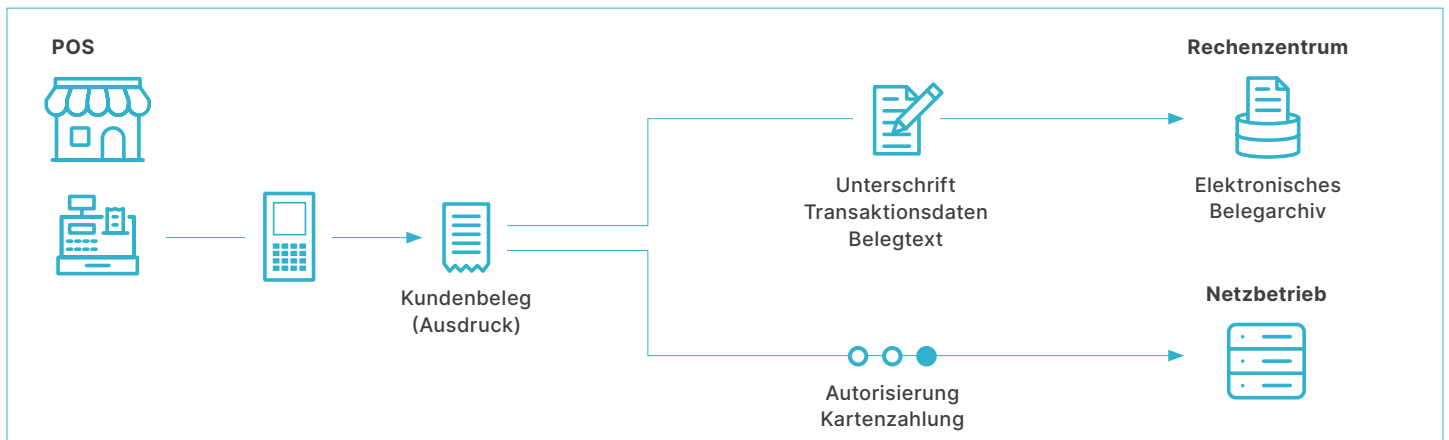 POS
Rechenzentrum
Unterschrift
Transaktionsdaten
Belegtext
Elektronisches
Belegarchiv
Kundenbeleg
(Ausdruck)
Netzbetrieb
Autorisierung
Kartenzahlung